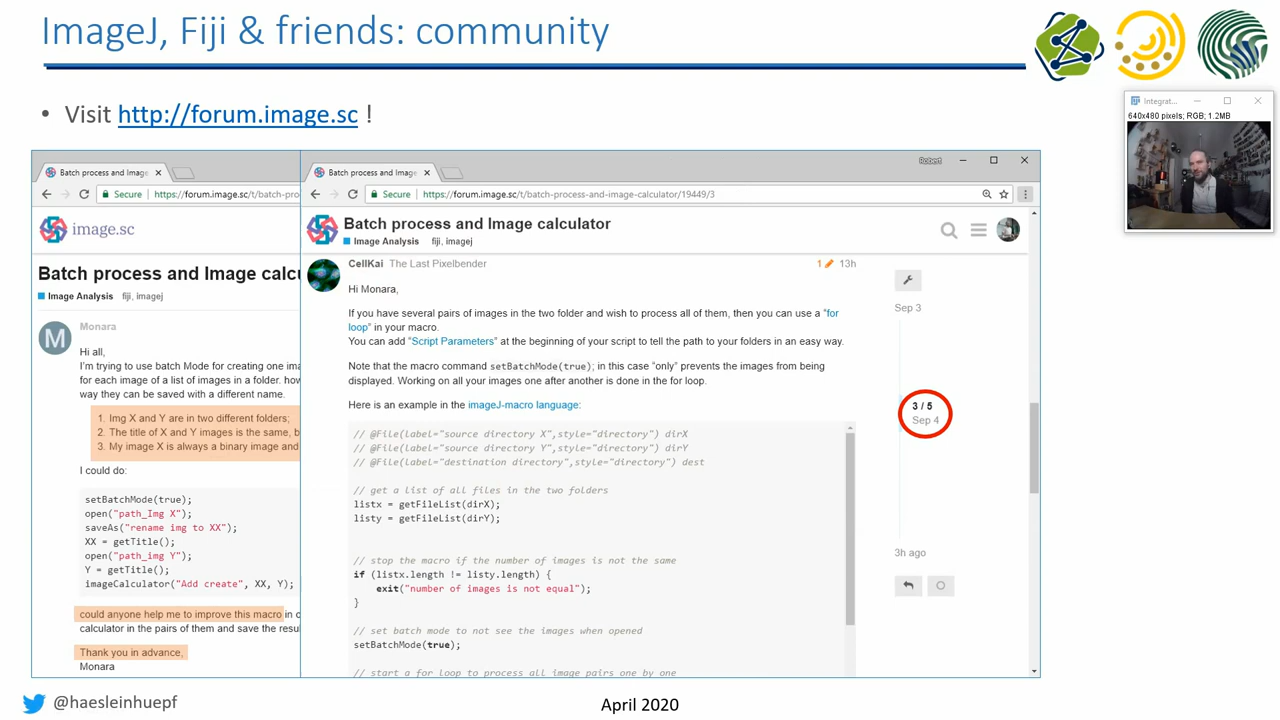 ImageJ, Fiji & friends: community
• Visit http://forum.image.sc !
Integrat...
640x480 pixels; RGB; 1.2MB
Batch process and Image
Secure
https://forum.image.sc/t/batch-pro
image.sc
Batch process and Image calcu
Image Analysis fiji, imagej
M
Monara
Hi all,
I'm trying to use batch Mode for creating one ima
for each image of a list of images in a folder. how
way they can be saved with a different name.
1. Img X and Y are in two different folders;
2. The title of X and Y images is the same, b
3. My image X is always a binary image and
I could do:
setBatchMode(true);
open("path_Img X");
saveAs("rename img to XX");
XX = getTitle();
open("path_img Y");
Y = getTitle();
imageCalculator("Add create", XX, Y);
could anyone help me to improve this macro in o
calculator in the pairs of them and save the resu
Thank you in advance,
Monara
Batch process and Image
Robert
Secure
https://forum.image.sc/t/batch-process-and-image-calculator/19449/3
Batch process and Image calculator
Image Analysis fiji, imagej
CellKai The Last Pixelbender
1 13h
Hi Monara,
If you have several pairs of images in the two folder and wish to process all of them, then you can use a "for
loop" in your macro.
You can add "Script Parameters" at the beginning of your script to tell the path to your folders in an easy way.
Note that the macro command setBatchMode(true); in this case "only" prevents the images from being
displayed. Working on all your images one after another is done in the for loop.
Here is an example in the imageJ-macro language:
// @File(label="source directory X",style="directory") dirX
// @File(label="source directory Y",style="directory") dirY
// @File(label="destination directory",style="directory") dest
// get a list of all files in the two folders
listx = getFileList(dirX);
listy = getFileList(dirY);
// stop the macro if the number of images is not the same
if (listx.length != listy.length) {
exit("number of images is not equal");
}
// set batch mode to not see the images when opened
setBatchMode(true);
// start a for loop to process all image pairs one by one
Sep 3
3 / 5
Sep 4
3h ago
@haesleinhuepf
April 2020